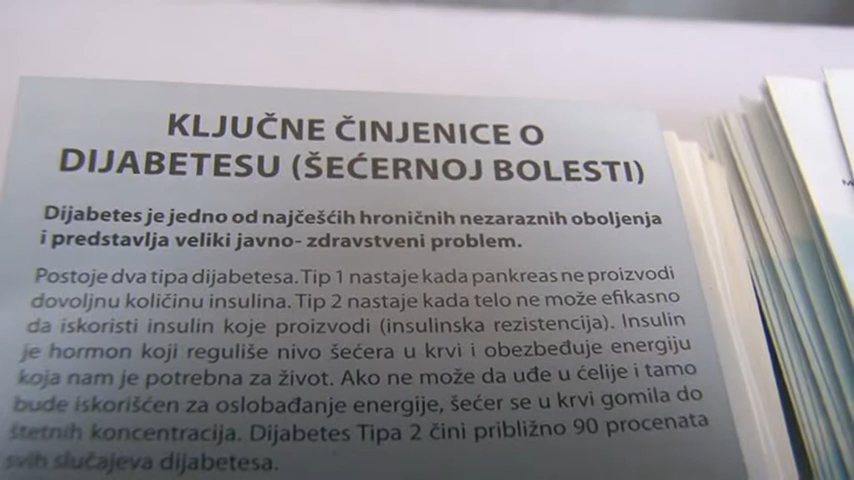 KLJUČNE ČINJENICE O
DIJABETESU (ŠEĆERNOJ BOLESTI)
Dijabetes je jedno od najčešćih hroničnih nezaraznih oboljenja
i predstavlja veliki javno- zdravstveni problem.
Postoje dva tipa dijabetesa. Tip 1 nastaje kada pankreas ne proizvodi
dovoljnu količinu insulina. Tip 2 nastaje kada telo ne može efikasno
da iskoristi insulin koje proizvodi (insulinska rezistencija). Insulin
je hormon koji reguliše nivo šećera u krvi i obezbeđuje energiju
koja nam je potrebna za život. Ako ne može da uđe u ćelije i tamo
bude iskorišćen za oslobađanje energije, šećer se u krvi gomila do
štetnih koncentracija. Dijabetes Tipa 2 čini približno 90 procenata
svih slučajeva dijabetesa.